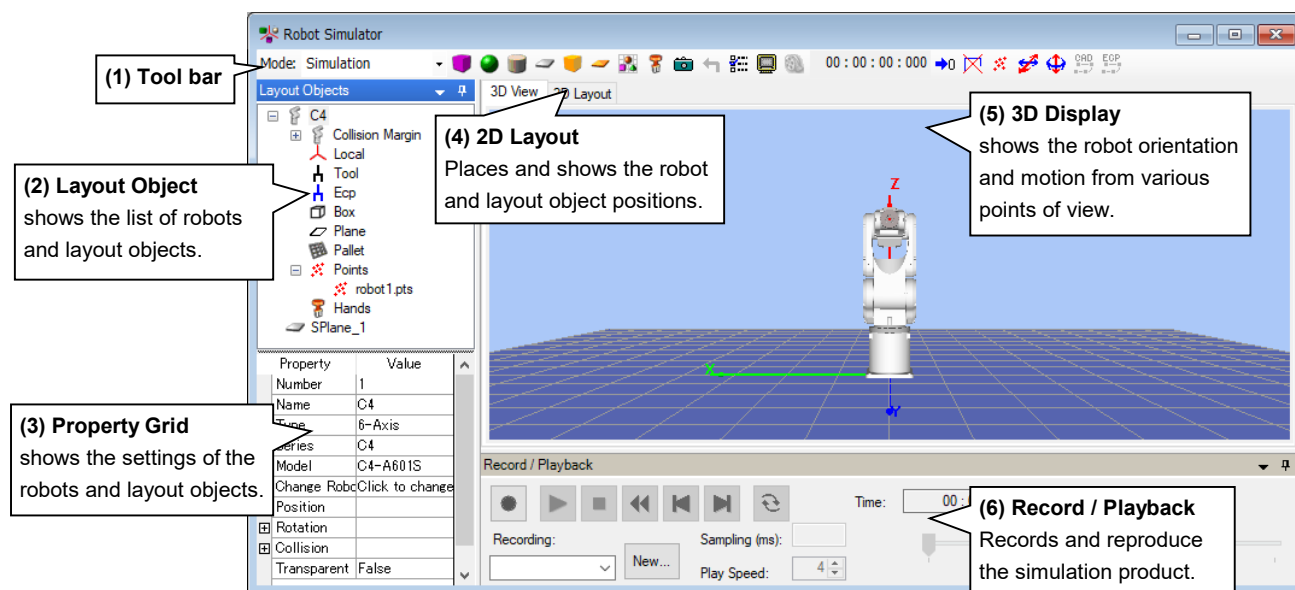 Robot Simulator
(1) Tool bar
Mode: Simulation
00 : 00 : 00 : 000
CAD
ECP
Layout Objects
3D View
2D Layout
C4
Collision Margin
Local
Tool
Ecp
Box
Plane
Pallet
Points
robot1.pts
Hands
SPlane_1
(2) Layout Object
shows the list of robots
and layout objects.
(4) 2D Layout
Places and shows the robot
and layout object positions.
(5) 3D Display
shows the robot orientation
and motion from various
points of view.
Z
X
Y
Property Value
Number 1
Name C4
Type 6-Axis
Series C4
Model C4-A601S
Change Robo Click to change
Position
Rotation
Collision
Transparent False
(3) Property Grid
shows the settings of the
robots and layout objects.
Record / Playback
Time: 00 :
Recording:
New...
Sampling (ms):
Play Speed: 4
(6) Record / Playback
Records and reproduce
the simulation product.